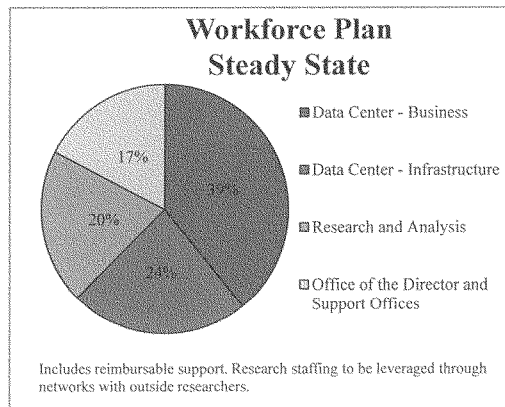 Workforce Plan
Steady State
Data Center - Business
39%
17%
Data Center - Infrastructure
20%
Research and Analysis
24%
Office of the Director and
Support Offices
Includes reimbursable support. Research staffing to be leveraged through
networks with outside researchers.